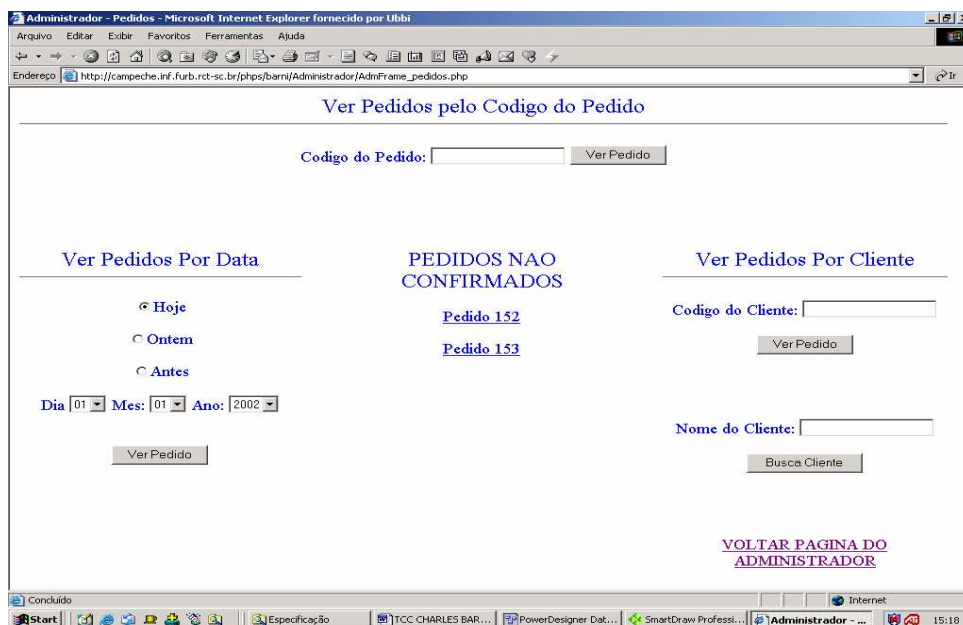 Administrador - Pedidos - Microsoft Internet Explorer fornecido por Ubbi
Arquivo Editar Exibir Favoritos Ferramentas Ajuda
Endereço http://campeche.inf.furb.rct-sc.br/phps/barni/Administrador/AdmFrame_pedidos.php Ir
Ver Pedidos pelo Codigo do Pedido
Codigo do Pedido: Ver Pedido
Ver Pedidos Por Data
Hoje
Ontem
Antes
Dia 01 Mes: 01 Ano: 2002
Ver Pedido
PEDIDOS NAO
CONFIRMADOS
Pedido 152
Pedido 153
Ver Pedidos Por Cliente
Codigo do Cliente:
Ver Pedido
Nome do Cliente:
Busca Cliente
VOLTAR PAGINA DO
ADMINISTRADOR
Concluído Internet
Start Especificação TCC CHARLES BAR... PowerDesigner Dat... SmartDraw Professi... Administrador - ... 15:18